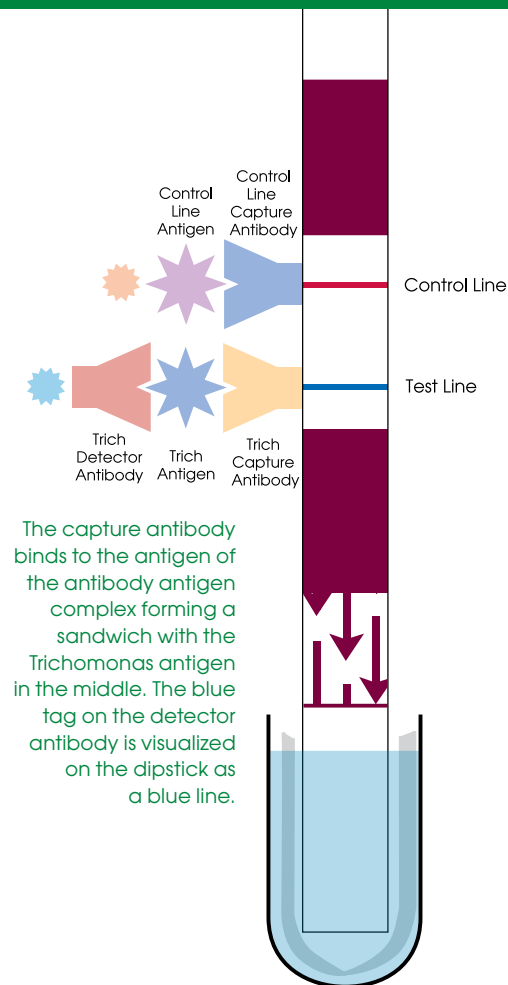 Control
Line
Antigen
Control
Line
Capture
Antibody
Control Line
Test Line
Trich
Detector
Antibody
Trich
Antigen
Trich
Capture
Antibody
The capture antibody
binds to the antigen of
the antibody antigen
complex forming a
sandwich with the
Trichomonas antigen
in the middle. The blue
tag on the detector
antibody is visualized
on the dipstick as
a blue line.